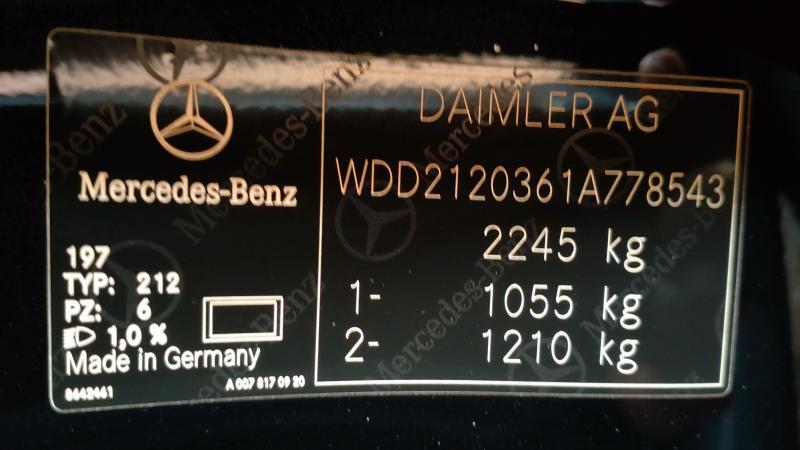 Mercedes-Benz
197
TYP: 212
PZ: 6
1,0 %
Made in Germany
8642461
A 007 817 09 20
DAIMLER AG
WDD2120361A778543
2245 kg
1- 1055 kg
2- 1210 kg